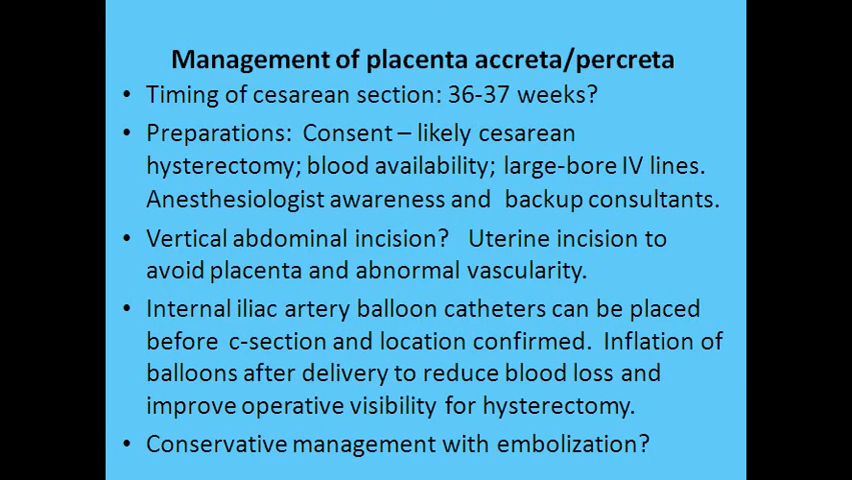 Management of placenta accreta/percreta
• Timing of cesarean section: 36-37 weeks?
• Preparations: Consent – likely cesarean
hysterectomy; blood availability; large-bore IV lines.
Anesthesiologist awareness and backup consultants.
• Vertical abdominal incision? Uterine incision to
avoid placenta and abnormal vascularity.
• Internal iliac artery balloon catheters can be placed
before c-section and location confirmed. Inflation of
balloons after delivery to reduce blood loss and
improve operative visibility for hysterectomy.
• Conservative management with embolization?